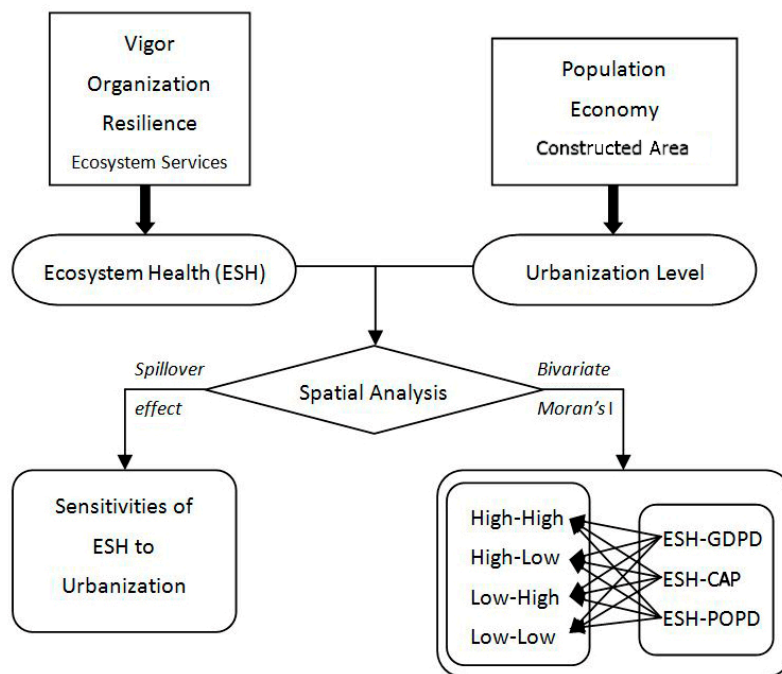 Vigor
Organization
Resilience
Ecosystem Services
Population
Economy
Constructed Area
Ecosystem Health (ESH)
Urbanization Level
Spillover
effect
Spatial Analysis
Bivariate
Moran's I
Sensitivities of
ESH to
Urbanization
High-High
High-Low
Low-High
Low-Low
ESH-GDPD
ESH-CAP
ESH-POPD